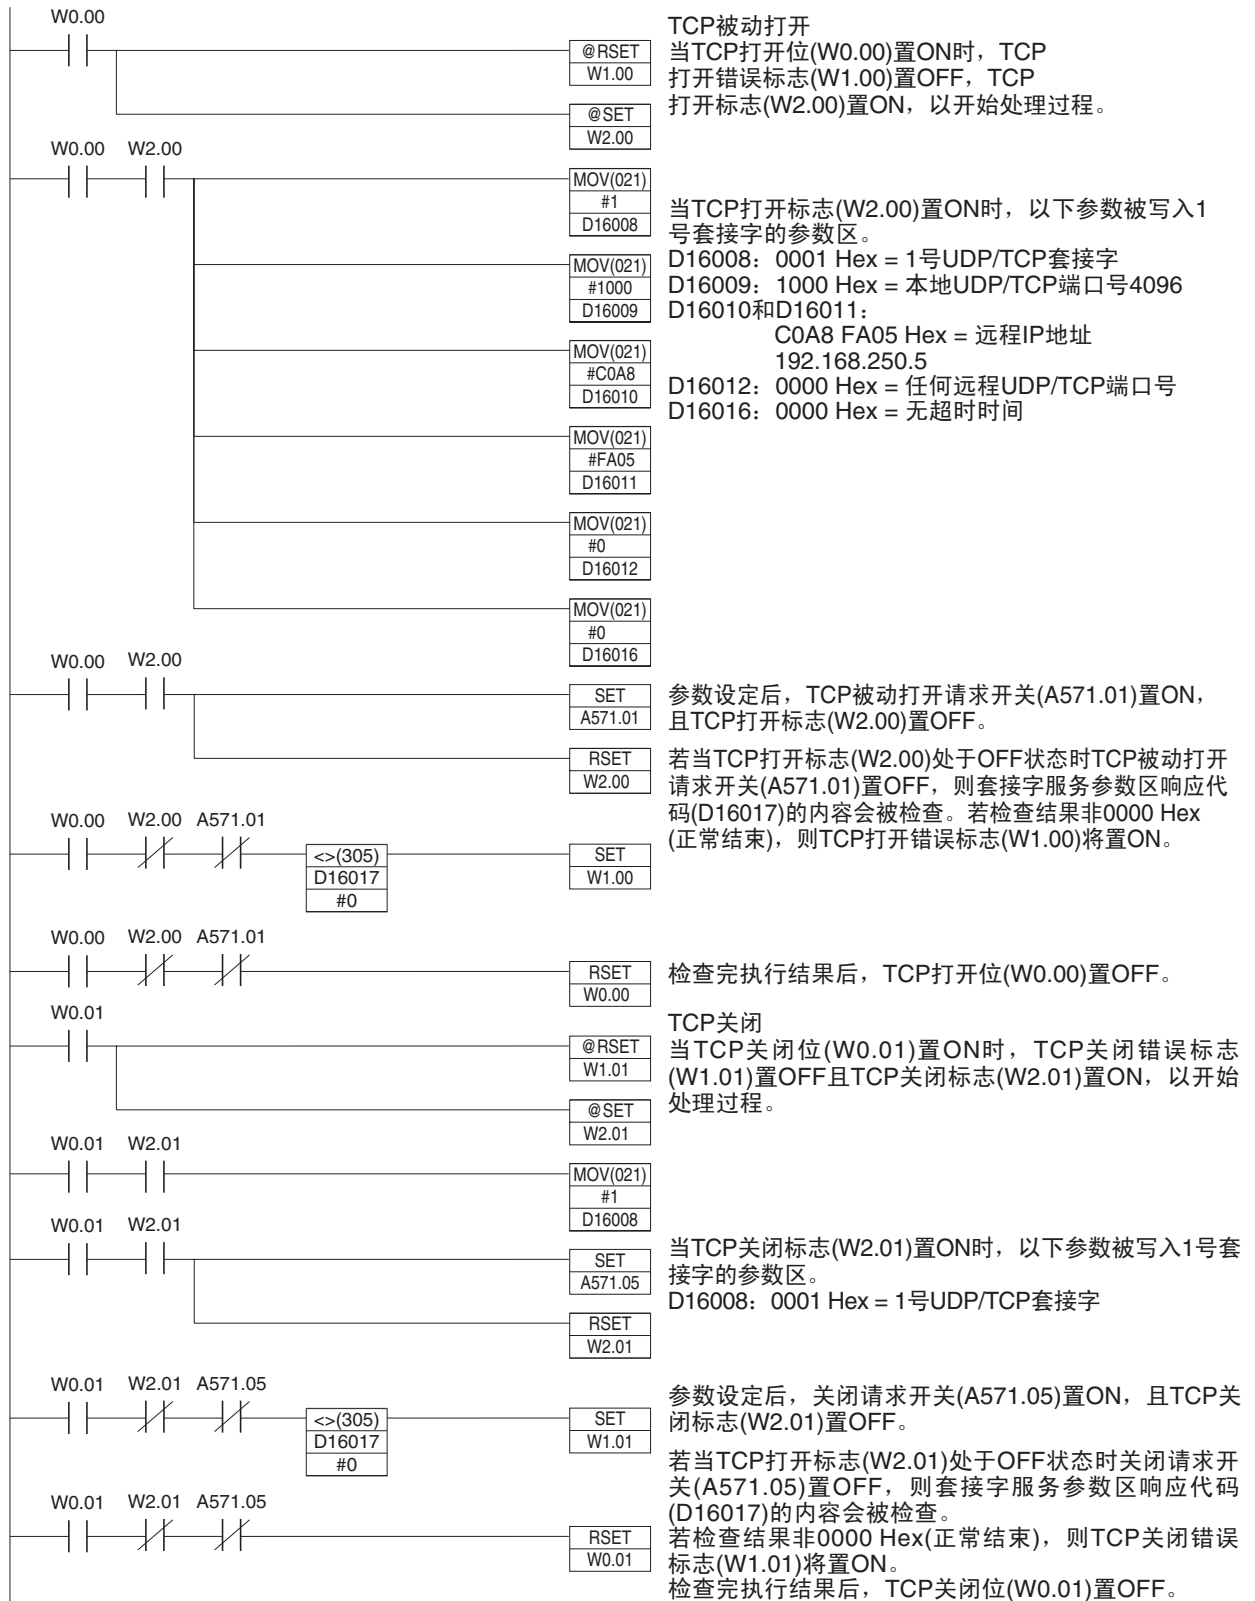 W0.00
@RSET
W1.00
@SET
W2.00
TCP被动打开
当TCP打开位(W0.00)置ON时，TCP
打开错误标志(W1.00)置OFF，TCP
打开标志(W2.00)置ON，以开始处理过程。
W0.00 W2.00
MOV(021)
#1
D16008
MOV(021)
#1000
D16009
MOV(021)
#C0A8
D16010
MOV(021)
#FA05
D16011
MOV(021)
#0
D16012
MOV(021)
#0
D16016
当TCP打开标志(W2.00)置ON时，以下参数被写入1
号套接字的参数区。
D16008：0001 Hex = 1号UDP/TCP套接字
D16009：1000 Hex = 本地UDP/TCP端口号4096
D16010和D16011：
C0A8 FA05 Hex = 远程IP地址
192.168.250.5
D16012：0000 Hex = 任何远程UDP/TCP端口号
D16016：0000 Hex = 无超时时间
W0.00 W2.00
SET
A571.01
RSET
W2.00
参数设定后，TCP被动打开请求开关(A571.01)置ON，
且TCP打开标志(W2.00)置OFF。
若当TCP打开标志(W2.00)处于OFF状态时TCP被动打开
请求开关(A571.01)置OFF，则套接字服务参数区响应代
码(D16017)的内容会被检查。若检查结果非0000 Hex
(正常结束)，则TCP打开错误标志(W1.00)将置ON。
W0.00 W2.00 A571.01
<>(305)
D16017
#0
SET
W1.00
W0.00 W2.00 A571.01
RSET
W0.00
检查完执行结果后，TCP打开位(W0.00)置OFF。
W0.01
@RSET
W1.01
@SET
W2.01
TCP关闭
当TCP关闭位(W0.01)置ON时，TCP关闭错误标志
(W1.01)置OFF且TCP关闭标志(W2.01)置ON，以开始
处理过程。
W0.01 W2.01
MOV(021)
#1
D16008
W0.01 W2.01
SET
A571.05
RSET
W2.01
当TCP关闭标志(W2.01)置ON时，以下参数被写入1号套
接字的参数区。
D16008：0001 Hex = 1号UDP/TCP套接字
W0.01 W2.01 A571.05
<>(305)
D16017
#0
SET
W1.01
参数设定后，关闭请求开关(A571.05)置ON，且TCP关
闭标志(W2.01)置OFF。
W0.01 W2.01 A571.05
RSET
W0.01
若当TCP打开标志(W2.01)处于OFF状态时关闭请求开
关(A571.05)置OFF，则套接字服务参数区响应代码
(D16017)的内容会被检查。
若检查结果非0000 Hex(正常结束)，则TCP关闭错误
标志(W1.01)将置ON。
检查完执行结果后，TCP关闭位(W0.01)置OFF。